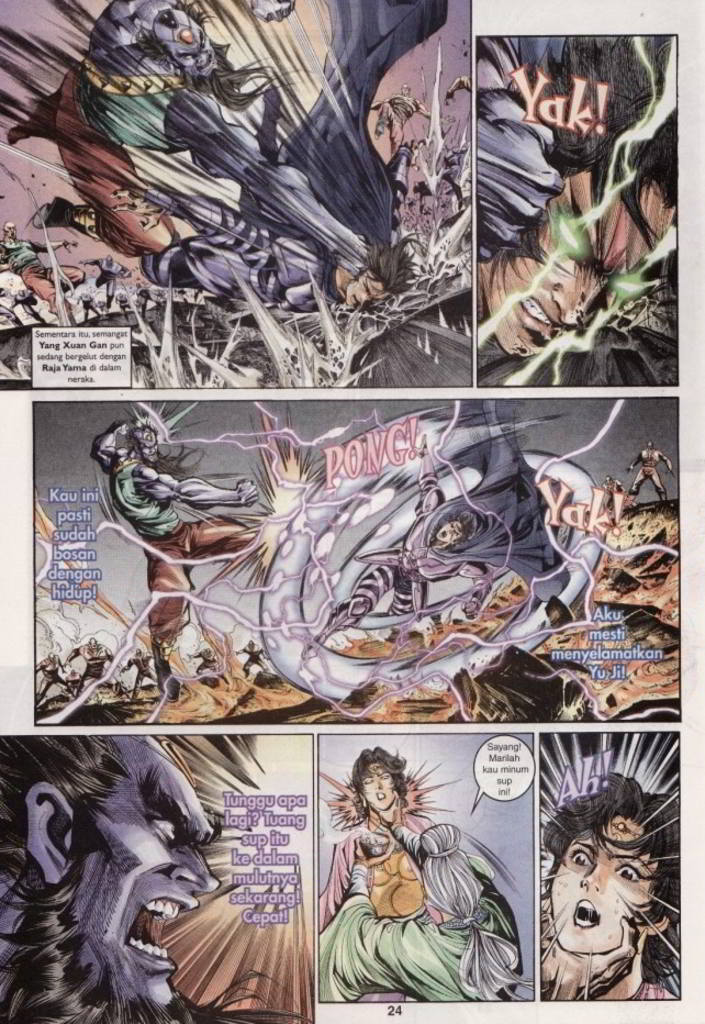 Yak!
Sementara itu, semangat
Yang Xuan Gan pun
sedang bergelut dengan
Raja Yama di dalam
neraka.
PONG!
Kau ini
pasti
sudah
bosan
dengan
hidup!
Yak!
Aku
mesti
menyelamatkan
Yu Ji!
Tunggu apa
lagi? Tuang
sup itu
ke dalam
mulutnya
sekarang!
Cepat!
Sayang!
Marilah
kau minum
sup
ini!
Ah!
24